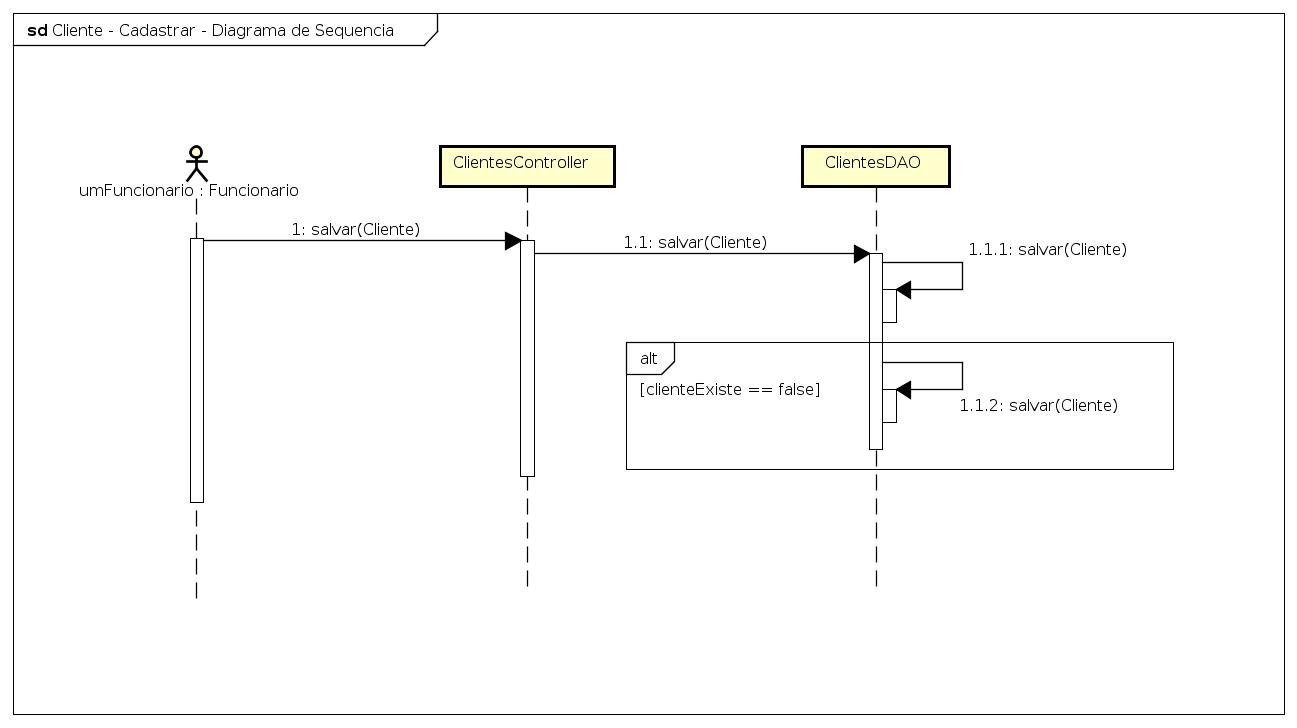 sd Cliente - Cadastrar - Diagrama de Sequencia
umFuncionario : Funcionario
ClientesController
ClientesDAO
1: salvar(Cliente)
1.1: salvar(Cliente)
1.1.1: salvar(Cliente)
alt
[clienteExiste == false]
1.1.2: salvar(Cliente)